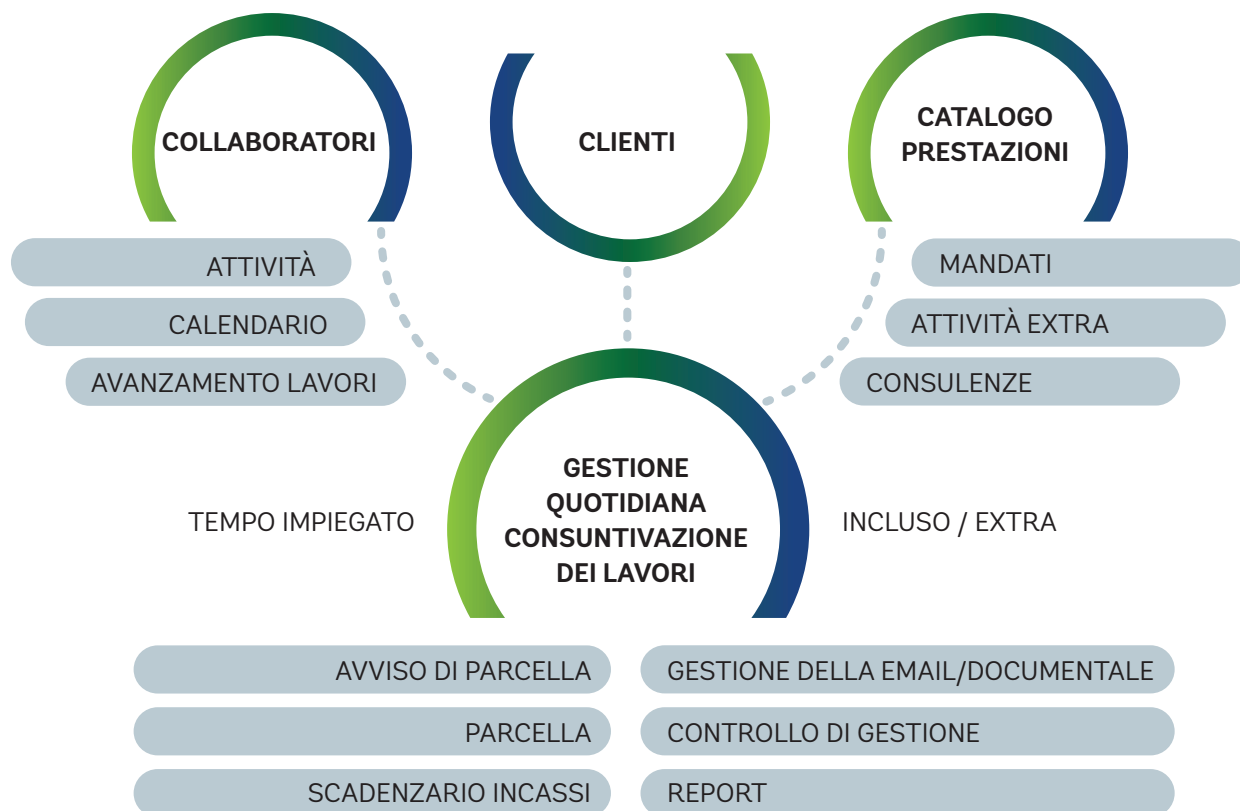 COLLABORATORI
CLIENTI
CATALOGO
PRESTAZIONI
ATTIVITÀ
CALENDARIO
AVANZAMENTO LAVORI
MANDATI
ATTIVITÀ EXTRA
CONSULENZE
TEMPO IMPIEGATO
GESTIONE
QUOTIDIANA
CONSUNTIVAZIONE
DEI LAVORI
INCLUSO / EXTRA
AVVISO DI PARCELLA
PARCELLA
SCADENZARIO INCASSI
GESTIONE DELLA EMAIL/DOCUMENTALE
CONTROLLO DI GESTIONE
REPORT